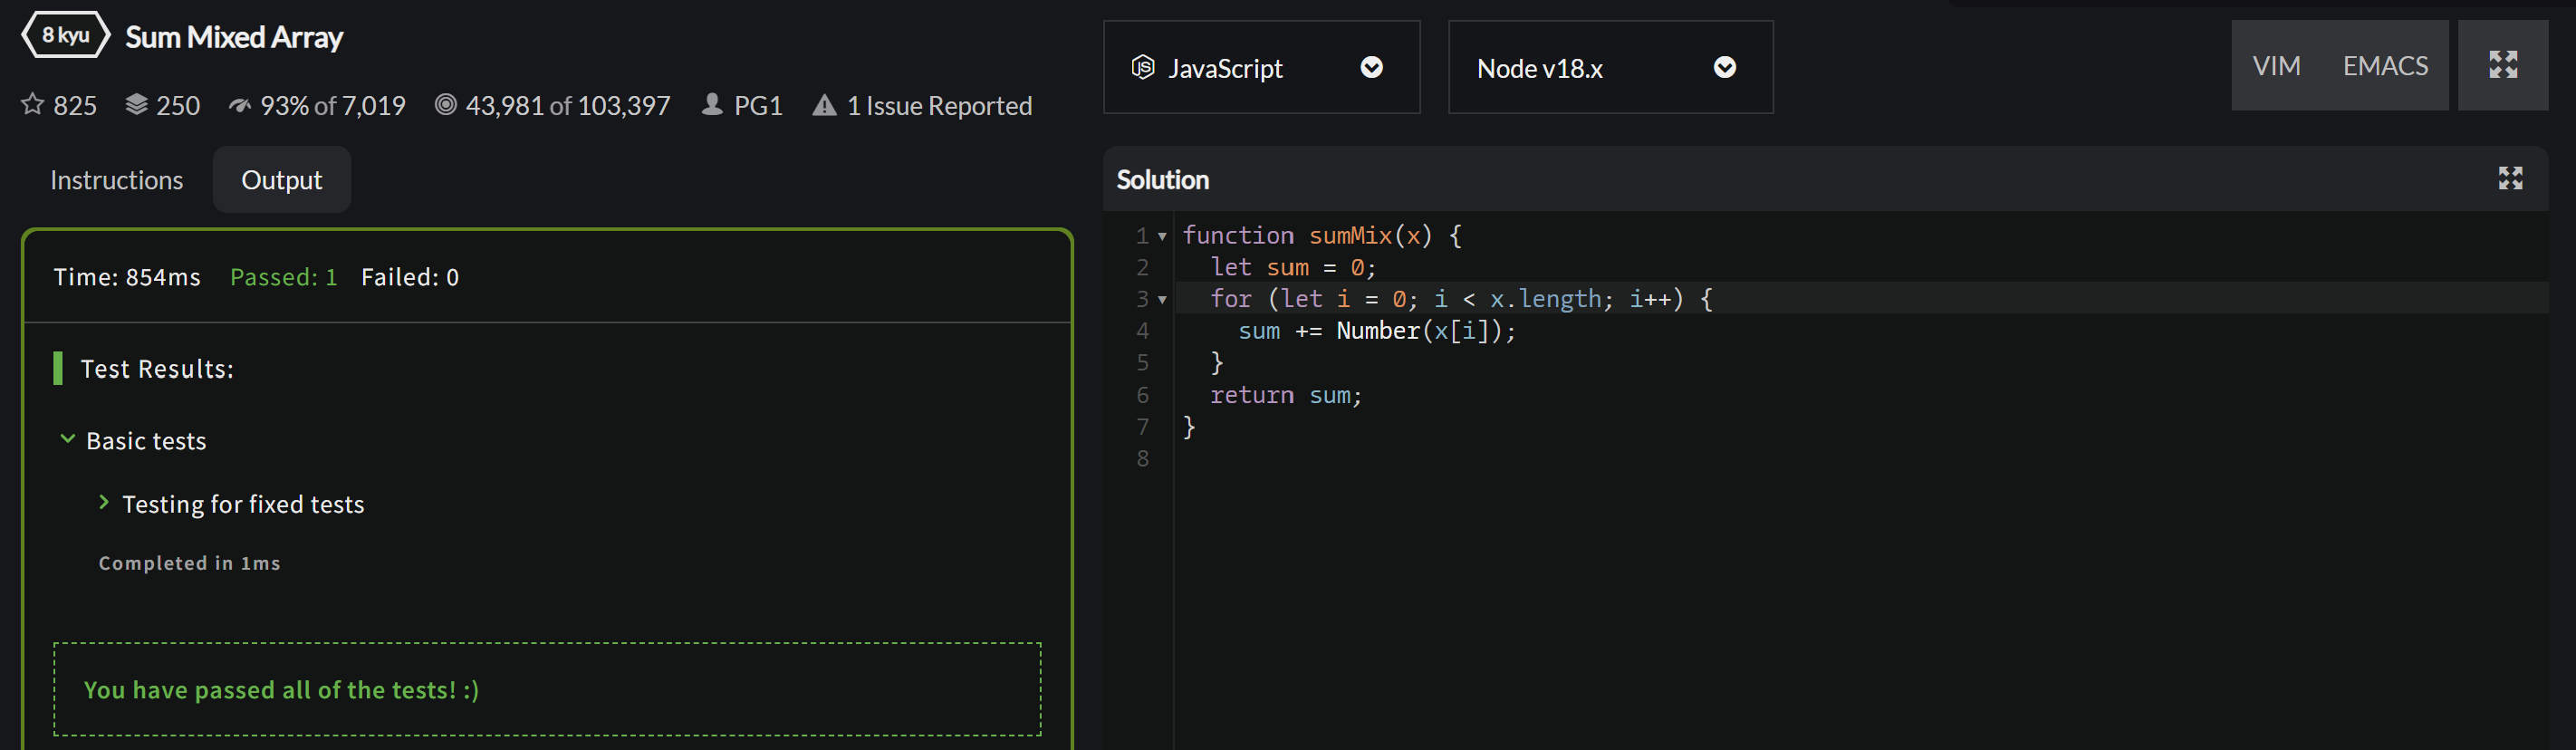 8 kyu Sum Mixed Array
825 250 93% of 7,019 43,981 of 103,397 PG1 1 Issue Reported
Instructions Output
Time: 854ms Passed: 1 Failed: 0
Test Results:
Basic tests
Testing for fixed tests
Completed in 1ms
You have passed all of the tests! :)
JS JavaScript Node v18.x VIM EMACS
Solution
1 function sumMix(x) {
2   let sum = 0;
3   for (let i = 0; i < x.length; i++) {
4     sum += Number(x[i]);
5   }
6   return sum;
7 }
8